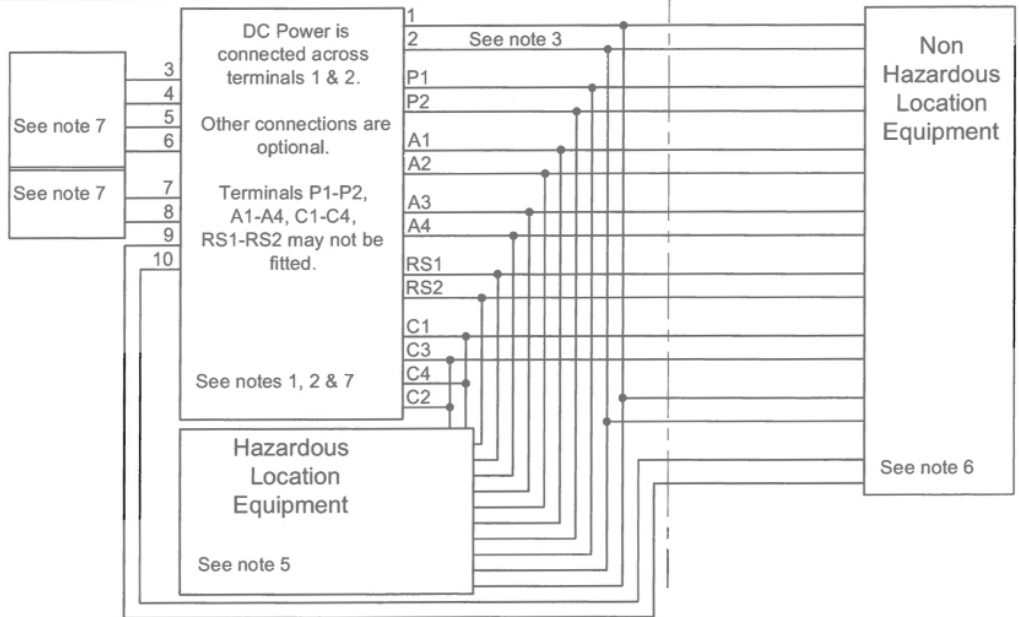 DC Power is
connected across
terminals 1 & 2.
Other connections are
optional.
Terminals P1-P2,
A1-A4, C1-C4,
RS1-RS2 may not be
fitted.
See notes 1, 2 & 7
See note 7
See note 7
3
4
5
6
7
8
9
10
1
2
See note 3
P1
P2
A1
A2
A3
A4
RS1
RS2
C1
C3
C4
C2
Non
Hazardous
Location
Equipment
See note 6
Hazardous
Location
Equipment
See note 5